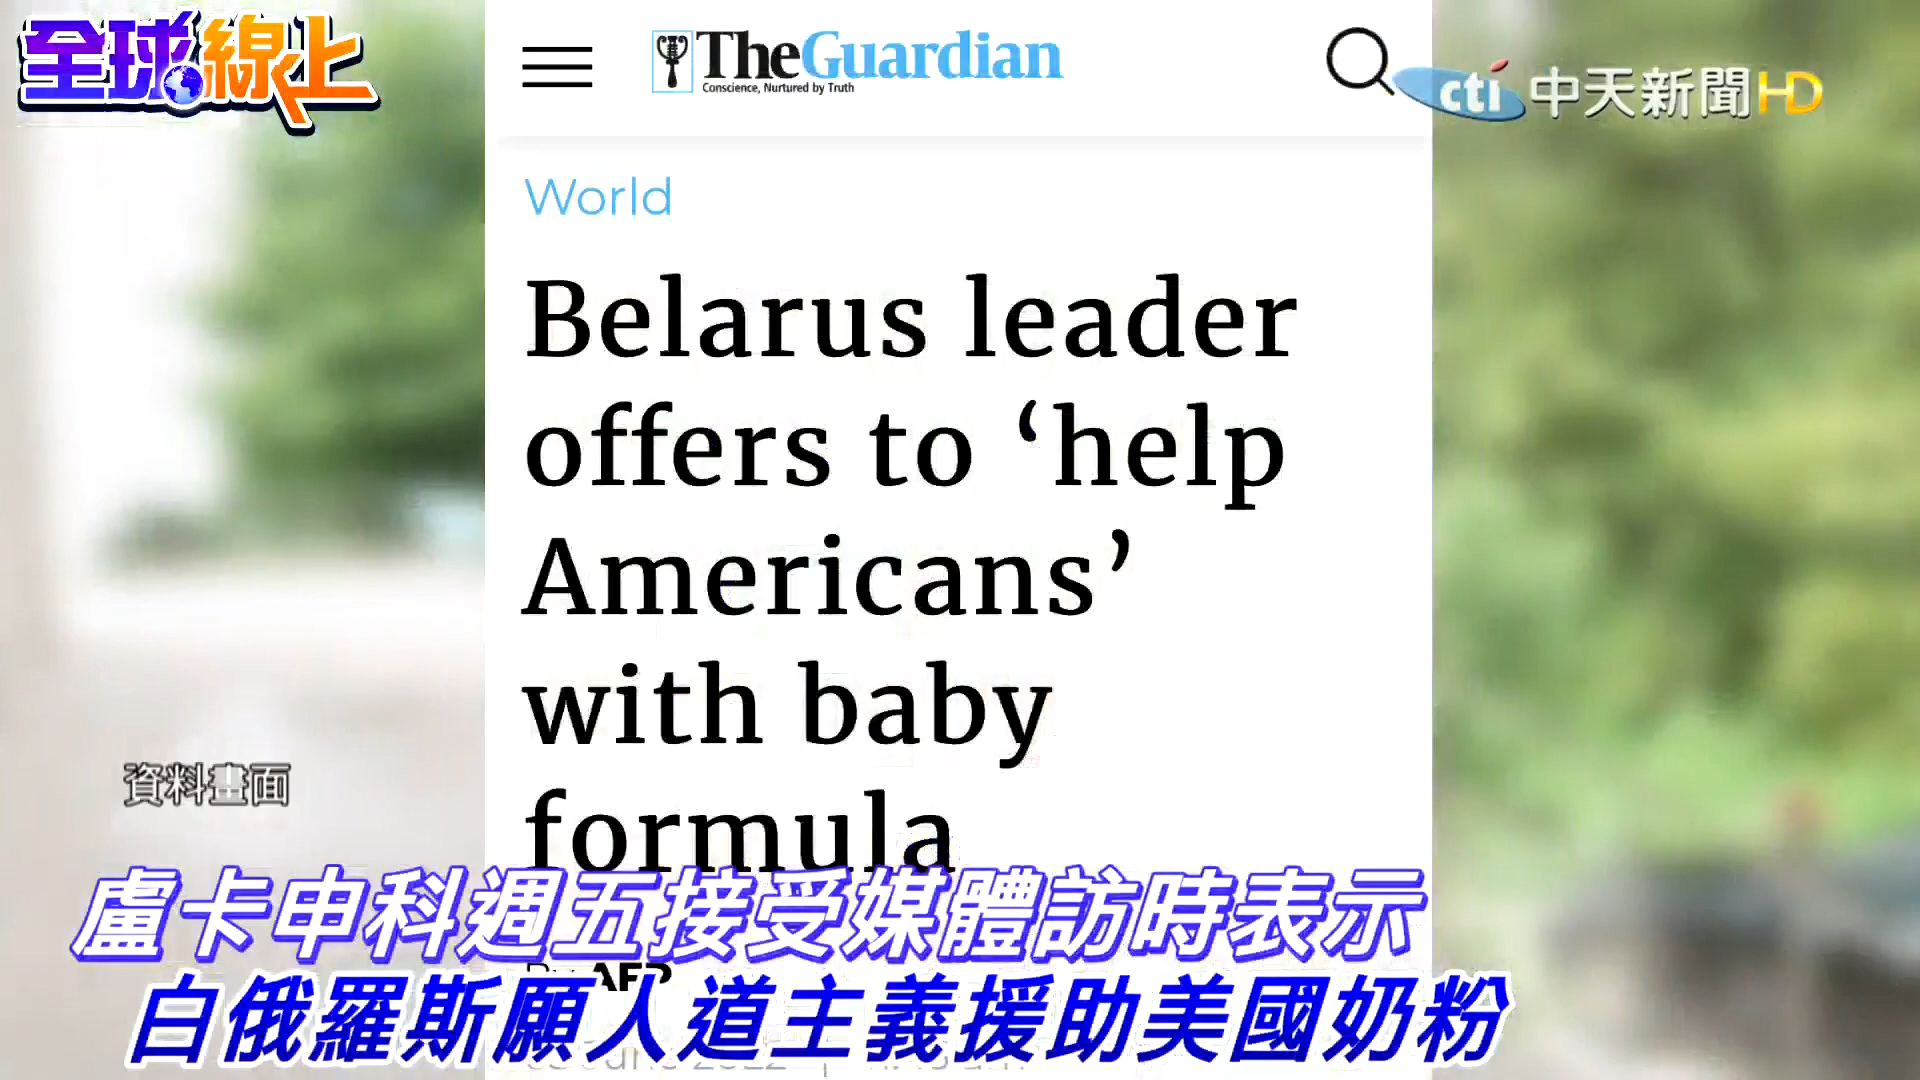 全球線上
The Guardian
Conscience, Nurtured by Truth
cti 中天新聞HD
World
Belarus leader
offers to ‘help
Americans’
with baby
formula
資料畫面
盧卡申科週五接受媒體訪時表示
AFP
白俄羅斯願人道主義援助美國奶粉